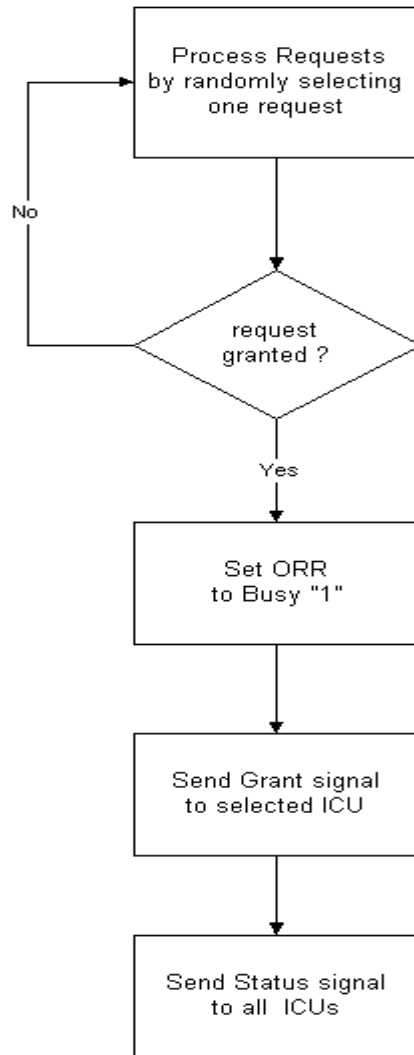 Process Requests
by randomly selecting
one request
No
request
granted ?
Yes
Set ORR
to Busy "1"
Send Grant signal
to selected ICU
Send Status signal
to all ICUs